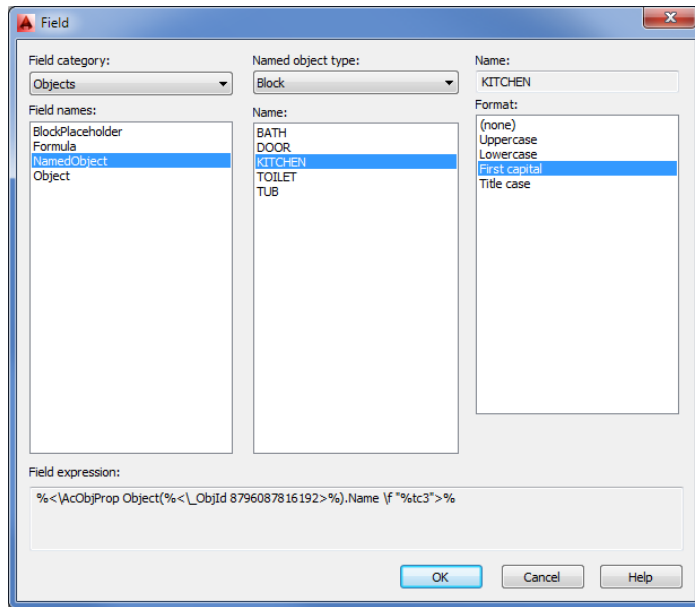 Field
Field category:
Objects
Field names:
BlockPlaceholder
Formula
NamedObject
Object
Named object type:
Block
Name:
BATH
DOOR
KITCHEN
TOILET
TUB
Name:
KITCHEN
Format:
(none)
Uppercase
Lowercase
First capital
Title case
Field expression:
%<\AcObjProp Object(%<\_ObjId 8796087816192>%).Name \f "%tc3">%
OK Cancel Help